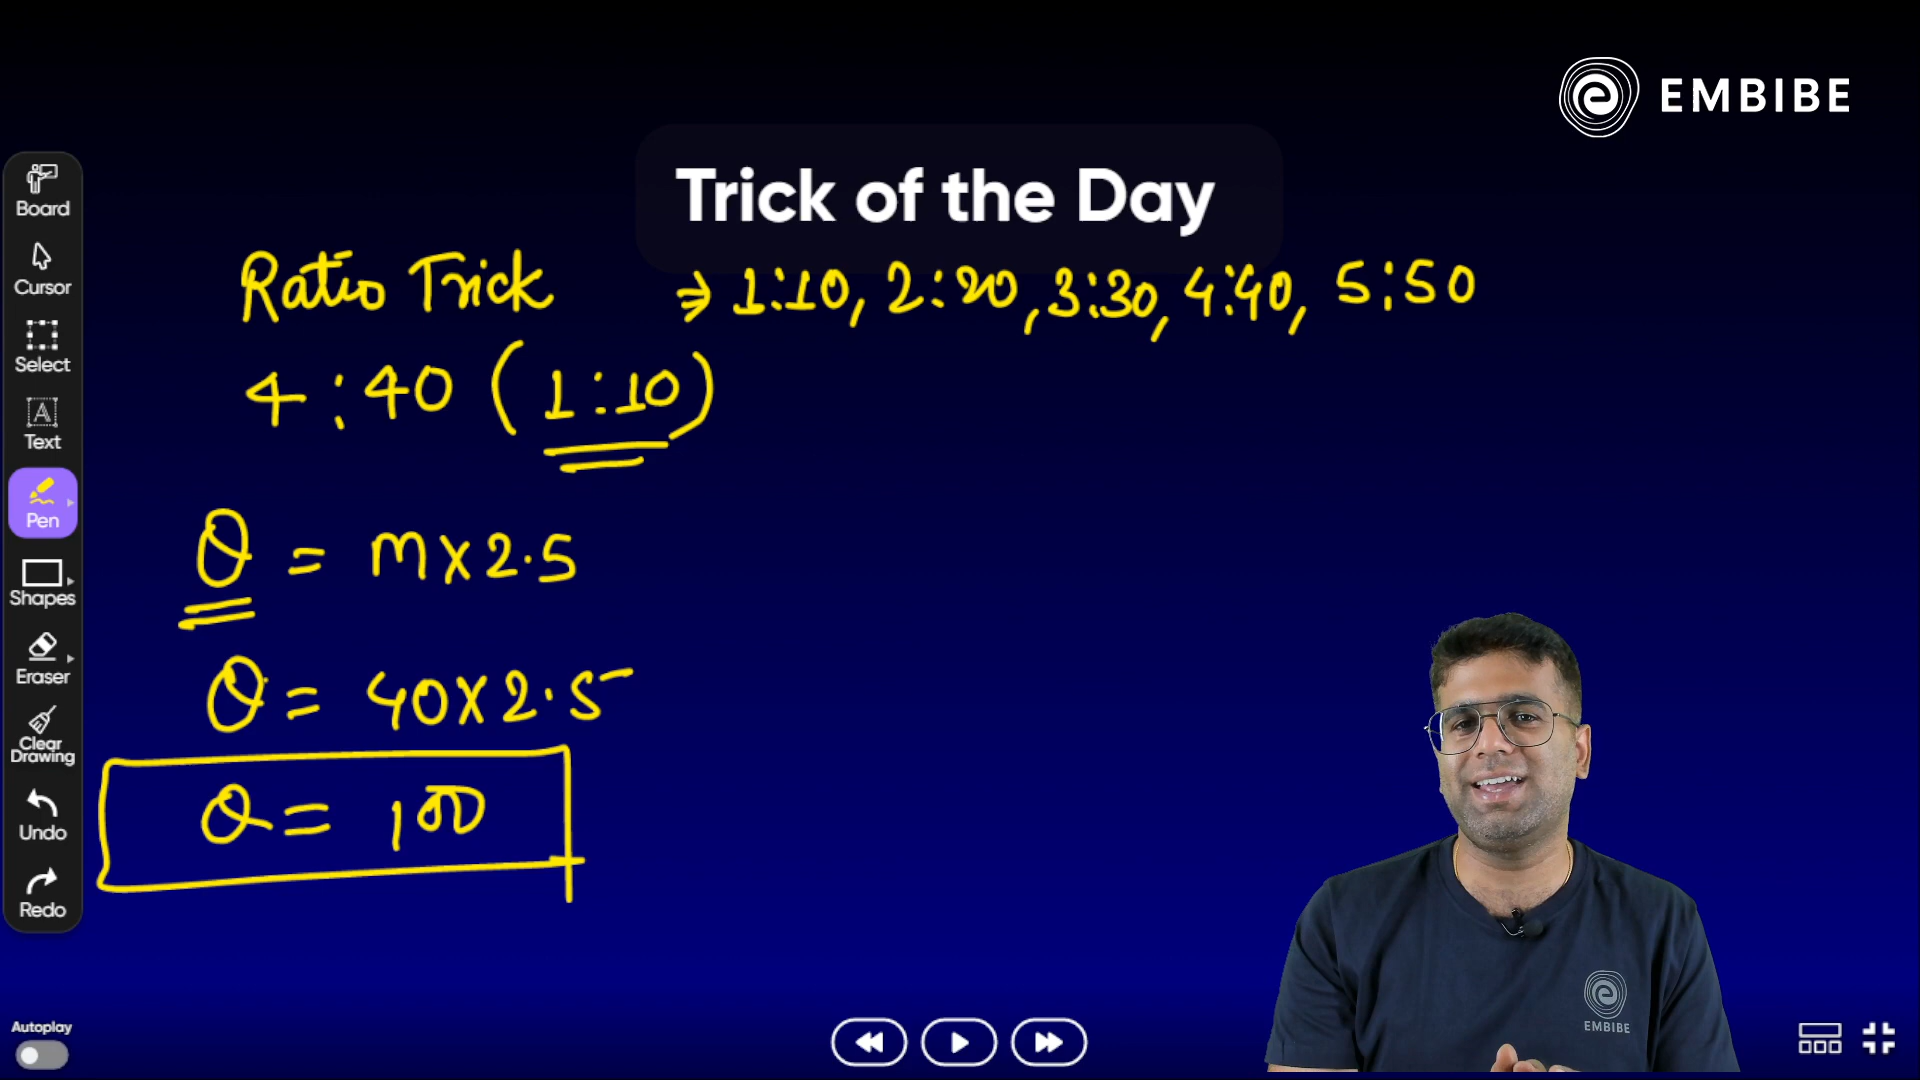 EMBIBE
Trick of the Day
Ratio Trick ⇒ 1:10, 2:20, 3:30, 4:40, 5:50
4:40 (1:10)
θ = m×2.5
θ = 40×2.5
θ = 100
Board
Cursor
Select
A
Text
Pen
Shapes
Eraser
Clear
Drawing
Undo
Redo
Autoplay
EMBIBE